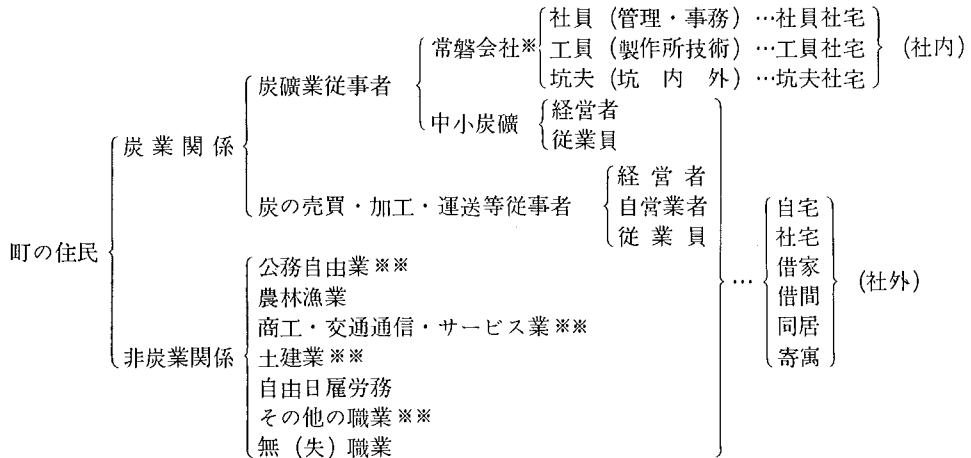 社員（管理・事務）…社員社宅
常磐会社※ 工員（製作所技術）…工員社宅 （社内）
坑夫（坑内外）…坑夫社宅
炭礦業従事者
中小炭礦 経営者
従業員
炭業関係
経営者
炭の売買・加工・運送等従事者 自営業者
従業員
自宅
社宅
町の住民
公務自由業※※ … 借家 （社外）
農林漁業 借間
商工・交通通信・サービス業※※ 同居
非炭業関係 土建業※※ 寄寓
自由日雇労務
その他の職業※※
無（失）職業